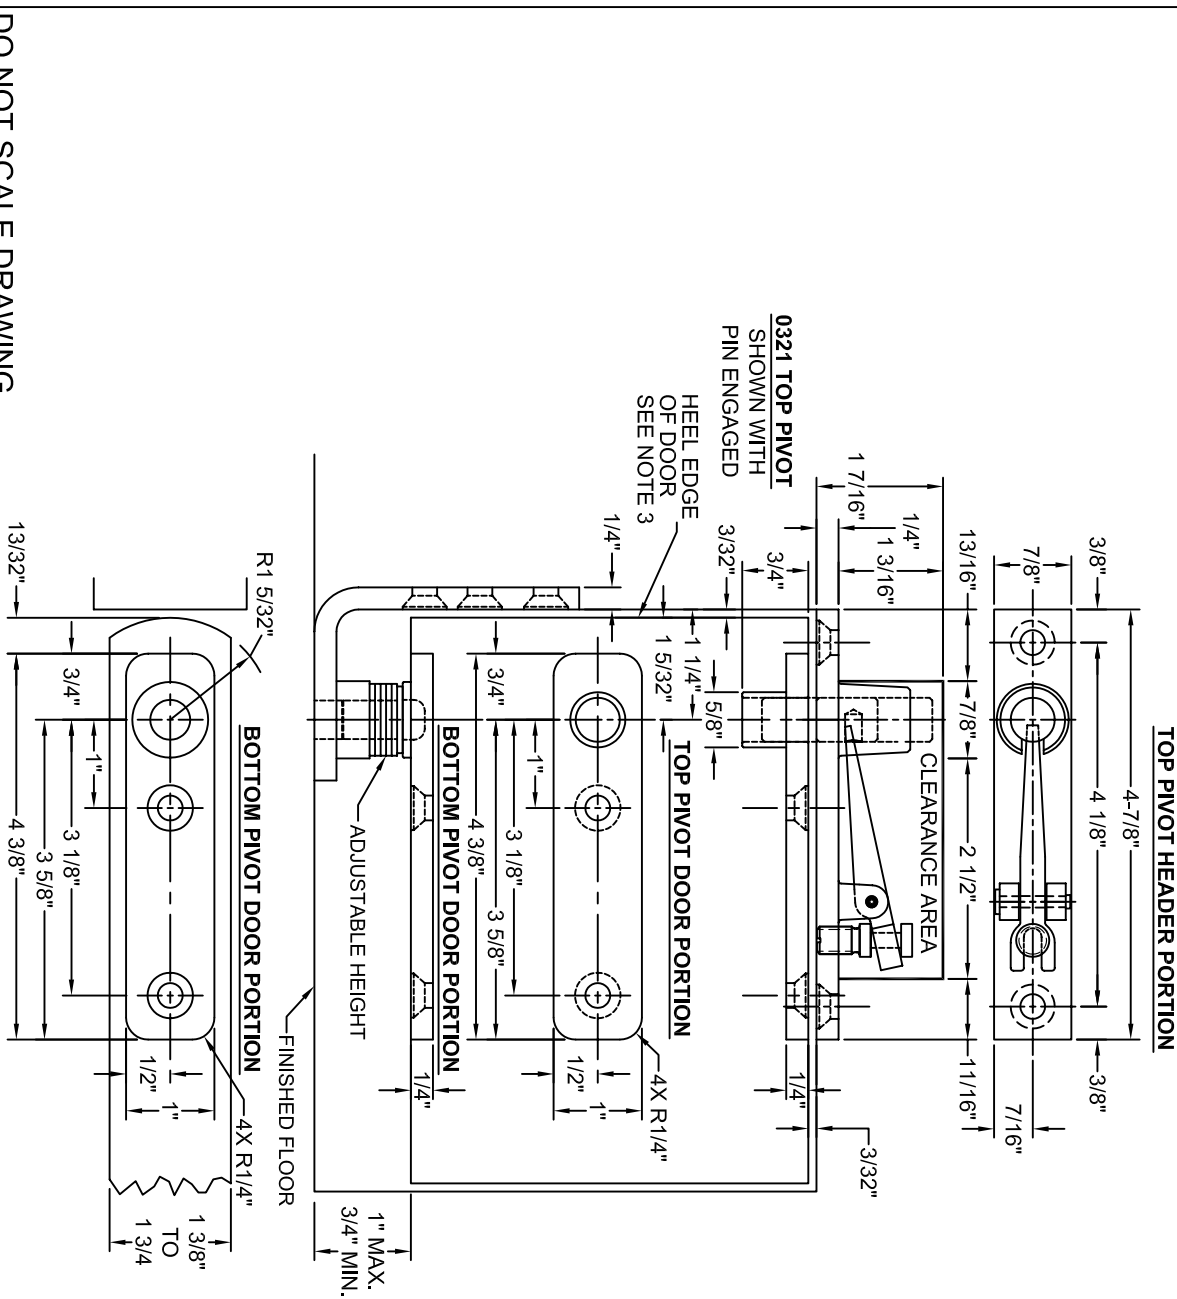 TOP PIVOT HEADER PORTION
4-7/8"
3/8"
4 1/8"
3/8"
7/8"
7/16"
13/16"
7/8"
2 1/2"
11/16"
1/4"
1 3/16"
1 7/16"
CLEARANCE AREA
0321 TOP PIVOT
SHOWN WITH
PIN ENGAGED
3/4"
5/8"
1/4"
3/32"
3/32"
1 1/4"
1 5/32"
HEEL EDGE
OF DOOR
SEE NOTE 3
TOP PIVOT DOOR PORTION
4X R1/4"
1/4"
1"
3 1/8"
3/4"
3 5/8"
4 3/8"
1/2"
1"
BOTTOM PIVOT DOOR PORTION
1/4"
ADJUSTABLE HEIGHT
FINISHED FLOOR
1" MAX.
3/4" MIN.
R1 5/32"
BOTTOM PIVOT DOOR PORTION
4X R1/4"
13/32"
3/4"
1"
3 1/8"
3 5/8"
4 3/8"
1/2"
1"
1 3/8"
TO
1 3/4
DO NOT SCALE DRAWING